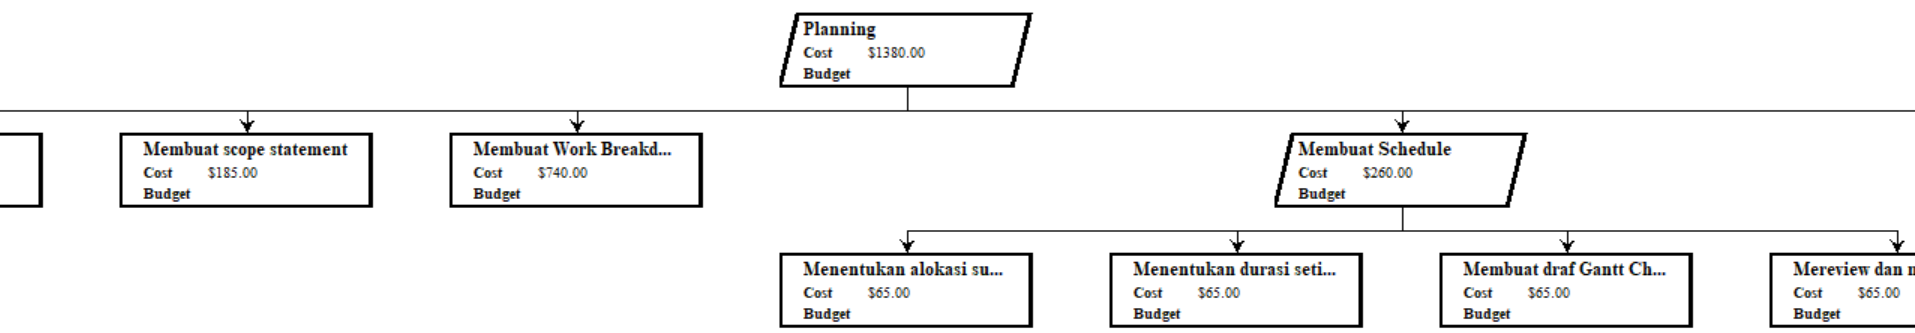 Planning
Cost $1380.00
Budget
Membuat scope statement
Cost $185.00
Budget
Membuat Work Breakd...
Cost $740.00
Budget
Membuat Schedule
Cost $260.00
Budget
Menentukan alokasi su...
Cost $65.00
Budget
Menentukan durasi seti...
Cost $65.00
Budget
Membuat draf Gantt Ch...
Cost $65.00
Budget
Mereview dan
Cost $65.00
Budget